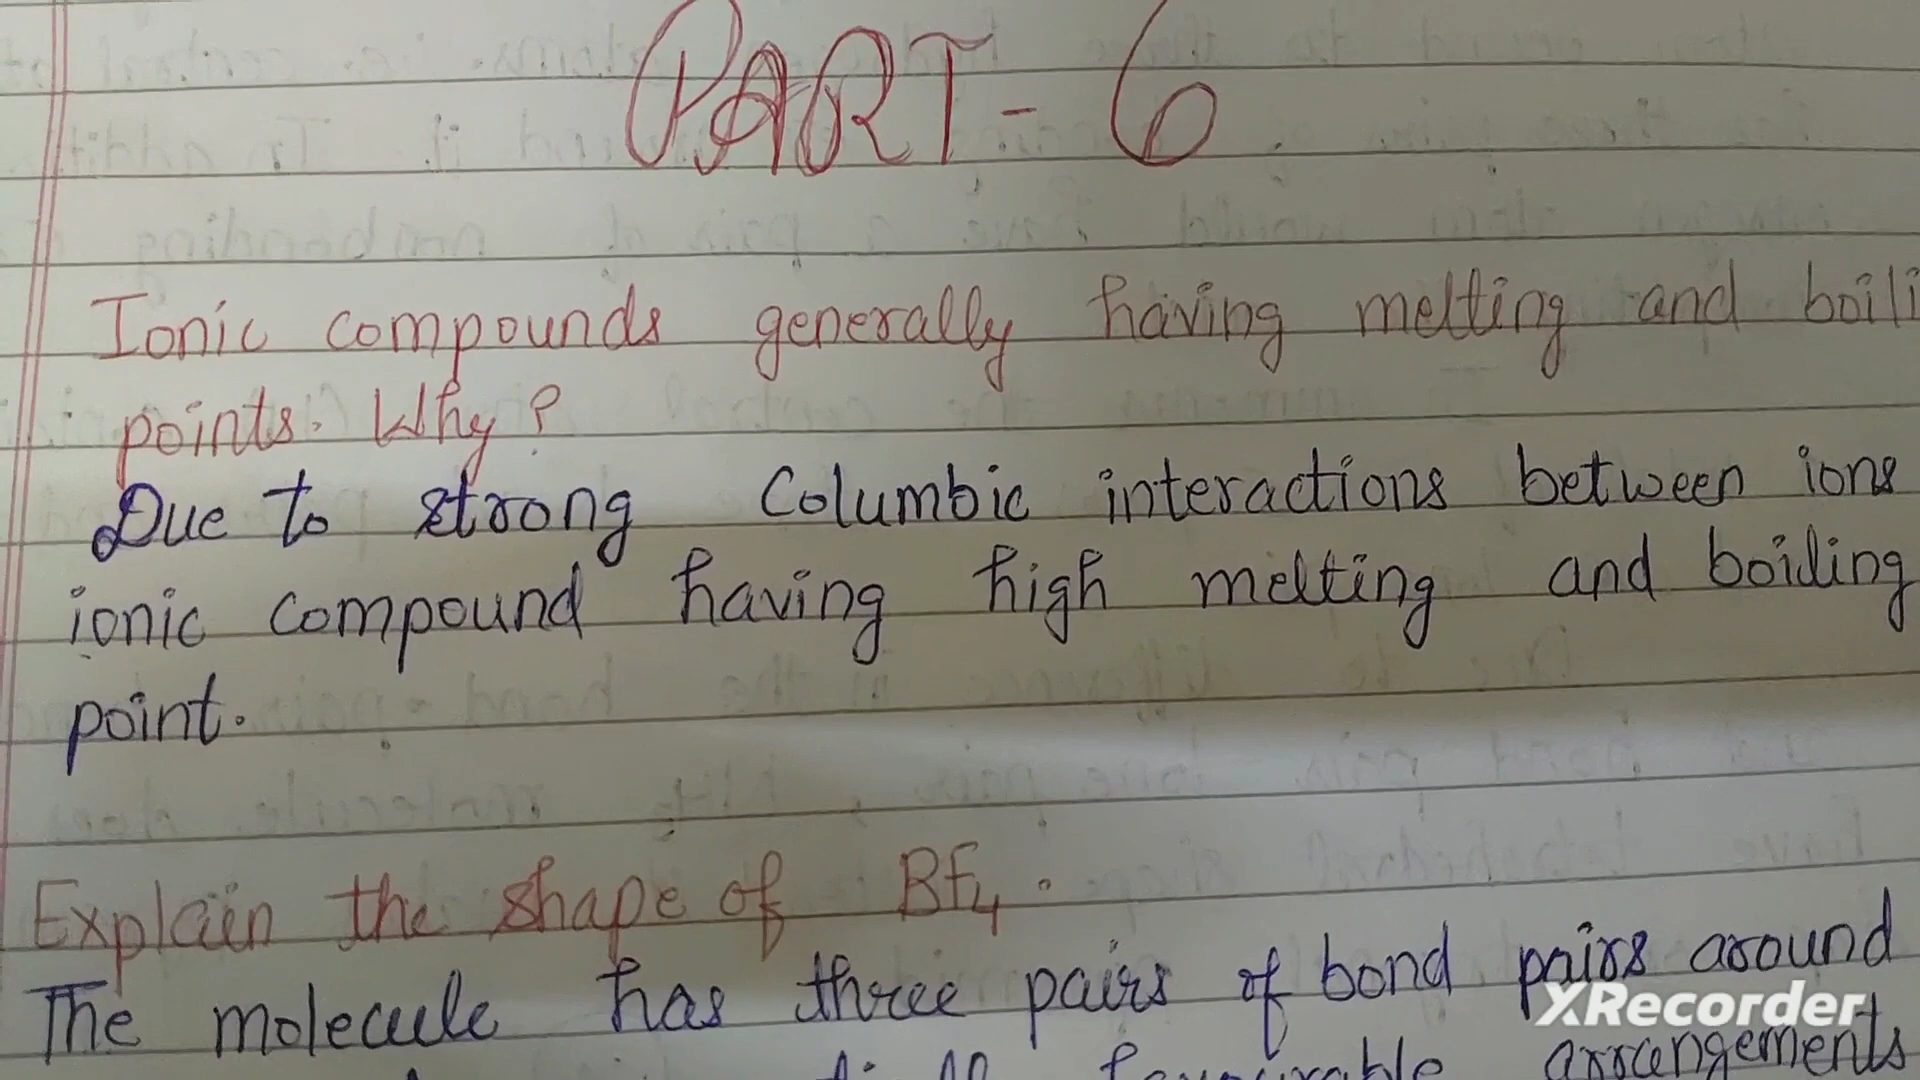 PART-6
Ionic compounds generally having melting and boili
points. Why?
Due to strong Columbic interactions between ions
ionic compound having high melting and boiling
point.
Explain the shape of BF4.
The molecule has three pairs of bond pairs around
favourable arrangements
XRecorder